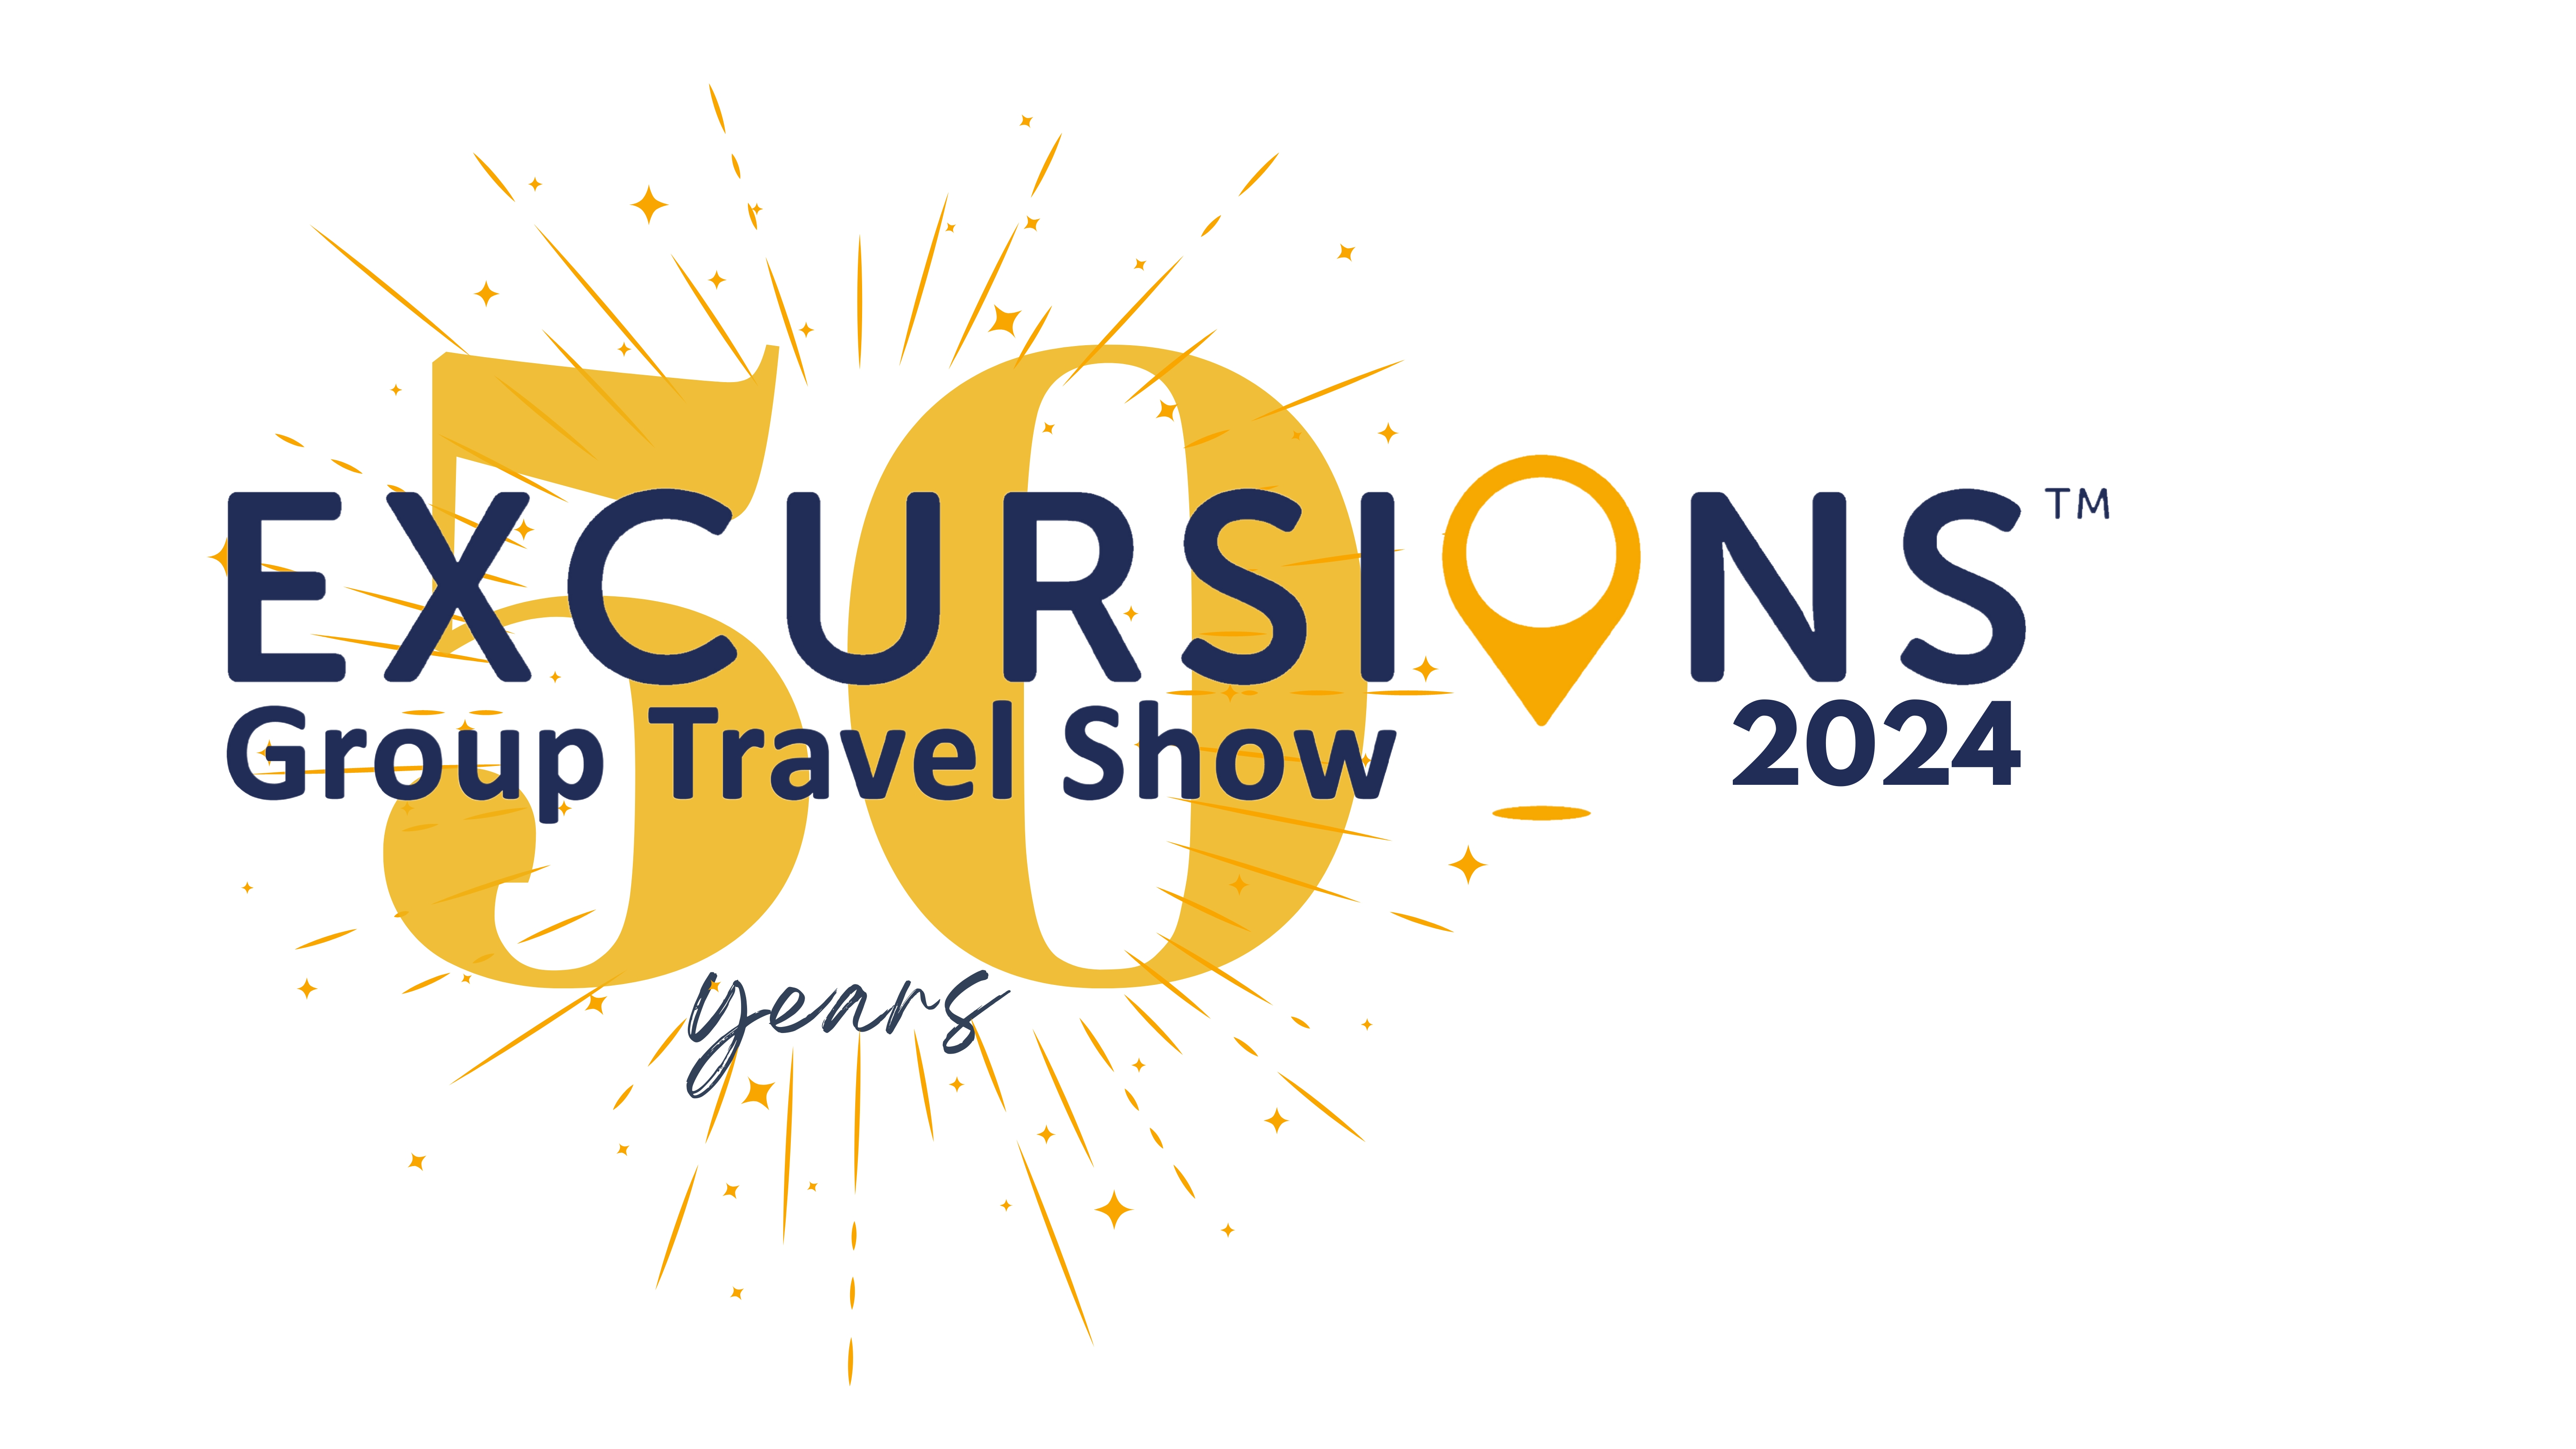 50
EXCURSIONS™
Group Travel Show 2024
years